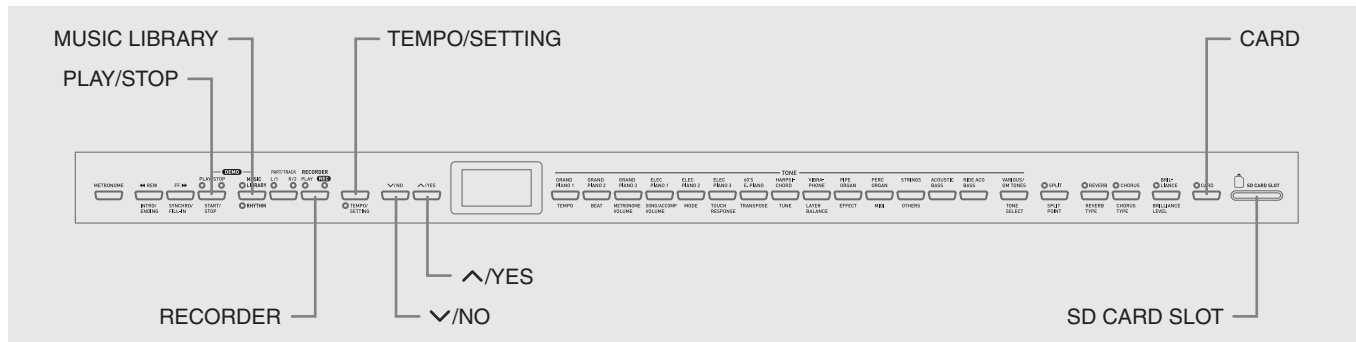 MUSIC LIBRARY
TEMPO/SETTING
CARD
PLAY/STOP
TONE
DEMO
PART/TRACK RECORDER
PLAY/STOP
MUSIC LIBRARY
L/1
R/2
PLAY
REC
METRONOME
REW
FF
∨/NO
∧/YES
GRAND PIANO 1
GRAND PIANO 2
GRAND PIANO 3
ELEC PIANO 1
ELEC PIANO 2
ELEC PIANO 3
60'S E. PIANO
HARPSI-CHORD
VIBRA-PHONE
PIPE ORGAN
PERC ORGAN
STRINGS
ACOUSTIC BASS
RIDE ACO BASS
VARIOUS/GM TONES
SPLIT
REVERB
CHORUS
BRIL-LIANCE
CARD
SD CARD SLOT
INTRO/ENDING
SYNCHRO/FILL-IN
START/STOP
RHYTHM
TEMPO/SETTING
TEMPO
BEAT
METRONOME VOLUME
SONG/ACCOMP VOLUME
MODE
TOUCH RESPONSE
TRANSPOSE
TUNE
LAYER BALANCE
EFFECT
MIDI
OTHERS
TONE SELECT
SPLIT POINT
REVERB TYPE
CHORUS TYPE
BRILLIANCE LEVEL
∧/YES
RECORDER
∨/NO
SD CARD SLOT